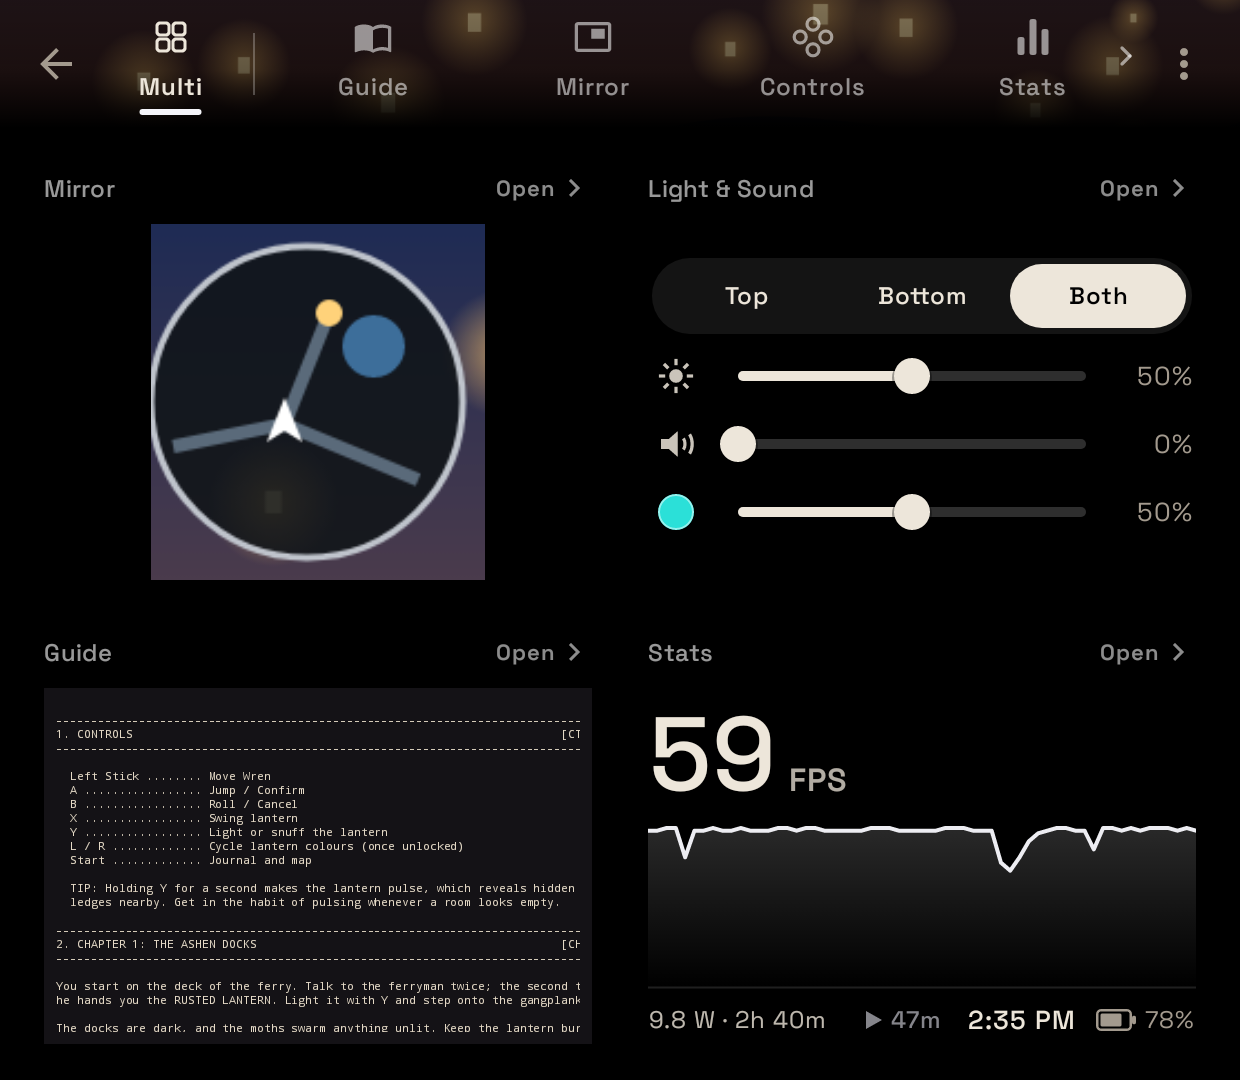 Multi
Guide
Mirror
Controls
Stats
Mirror
Open
Light & Sound
Open
Top
Bottom
Both
50%
0%
50%
Guide
Open
1. CONTROLS [CT
Left Stick ........ Move Wren
A ................. Jump / Confirm
B ................. Roll / Cancel
X ................. Swing lantern
Y ................. Light or snuff the lantern
L / R ............. Cycle lantern colours (once unlocked)
Start ............. Journal and map
TIP: Holding Y for a second makes the lantern pulse, which reveals hidden
ledges nearby. Get in the habit of pulsing whenever a room looks empty.
2. CHAPTER 1: THE ASHEN DOCKS [CH
You start on the deck of the ferry. Talk to the ferryman twice; the second t
he hands you the RUSTED LANTERN. Light it with Y and step onto the gangplank
The docks are dark, and the moths swarm anything unlit. Keep the lantern bur
Stats
Open
59 FPS
9.8 W · 2h 40m
47m
2:35 PM
78%